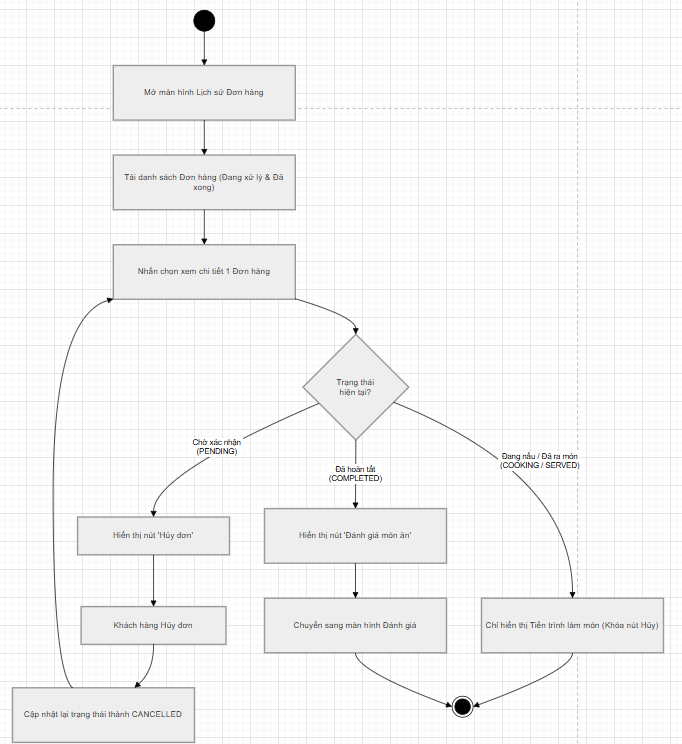 Mở màn hình Lịch sử Đơn hàng
Tải danh sách Đơn hàng (Đang xử lý & Đã
xong)
Nhấn chọn xem chi tiết 1 Đơn hàng
Trạng thái
hiện tại?
Chờ xác nhận
(PENDING)
Đã hoàn tất
(COMPLETED)
Đang nấu / Đã ra món
(COOKING / SERVED)
Hiển thị nút 'Hủy đơn'
Hiển thị nút 'Đánh giá món ăn'
Khách hàng Hủy đơn
Chuyển sang màn hình Đánh giá
Chỉ hiển thị Tiến trình làm món (Khóa nút Hủy)
Cập nhật lại trạng thái thành CANCELLED